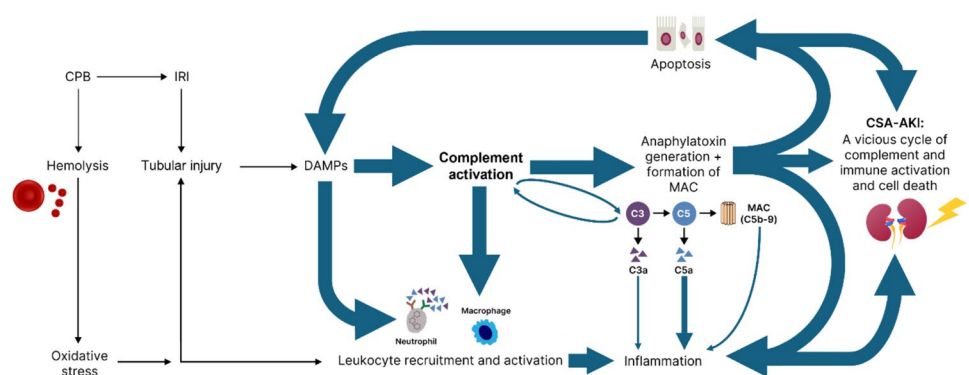 Apoptosis
CPB
IRI
Hemolysis
Tubular injury
DAMPs
Complement
activation
Anaphylatoxin
generation +
formation of
MAC
CSA-AKI:
A vicious cycle of
complement and
immune activation
and cell death
C3
C5
MAC
(C5b-9)
C3a
C5a
Neutrophil
Macrophage
Oxidative
stress
Leukocyte recruitment and activation
Inflammation